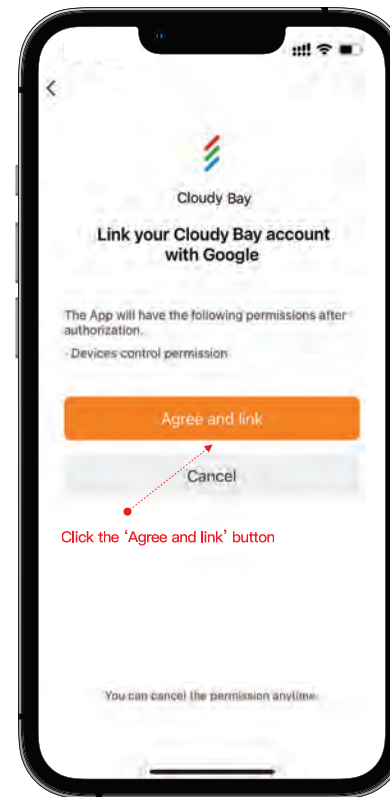 Cloudy Bay
Link your Cloudy Bay account
with Google
The App will have the following permissions after
authorization.
· Devices control permission
Agree and link
Cancel
Click the ‘Agree and link’ button
You can cancel the permission anytime.